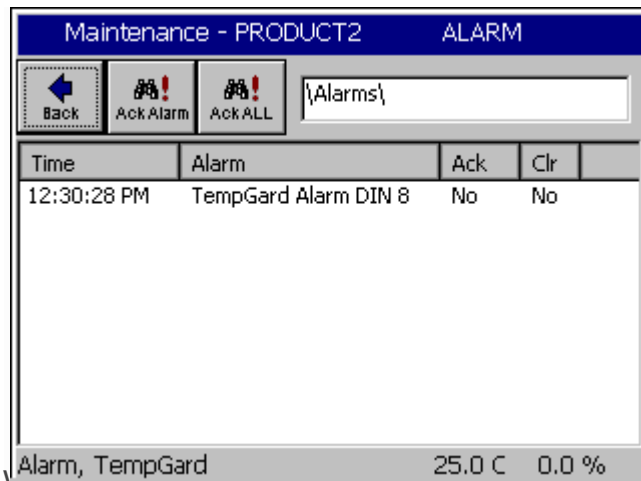 Maintenance - PRODUCT2 ALARM
Back Ack Alarm Ack ALL \Alarms\
Time Alarm Ack Clr
12:30:28 PM TempGard Alarm DIN 8 No No
Alarm, TempGard 25.0 C 0.0 %